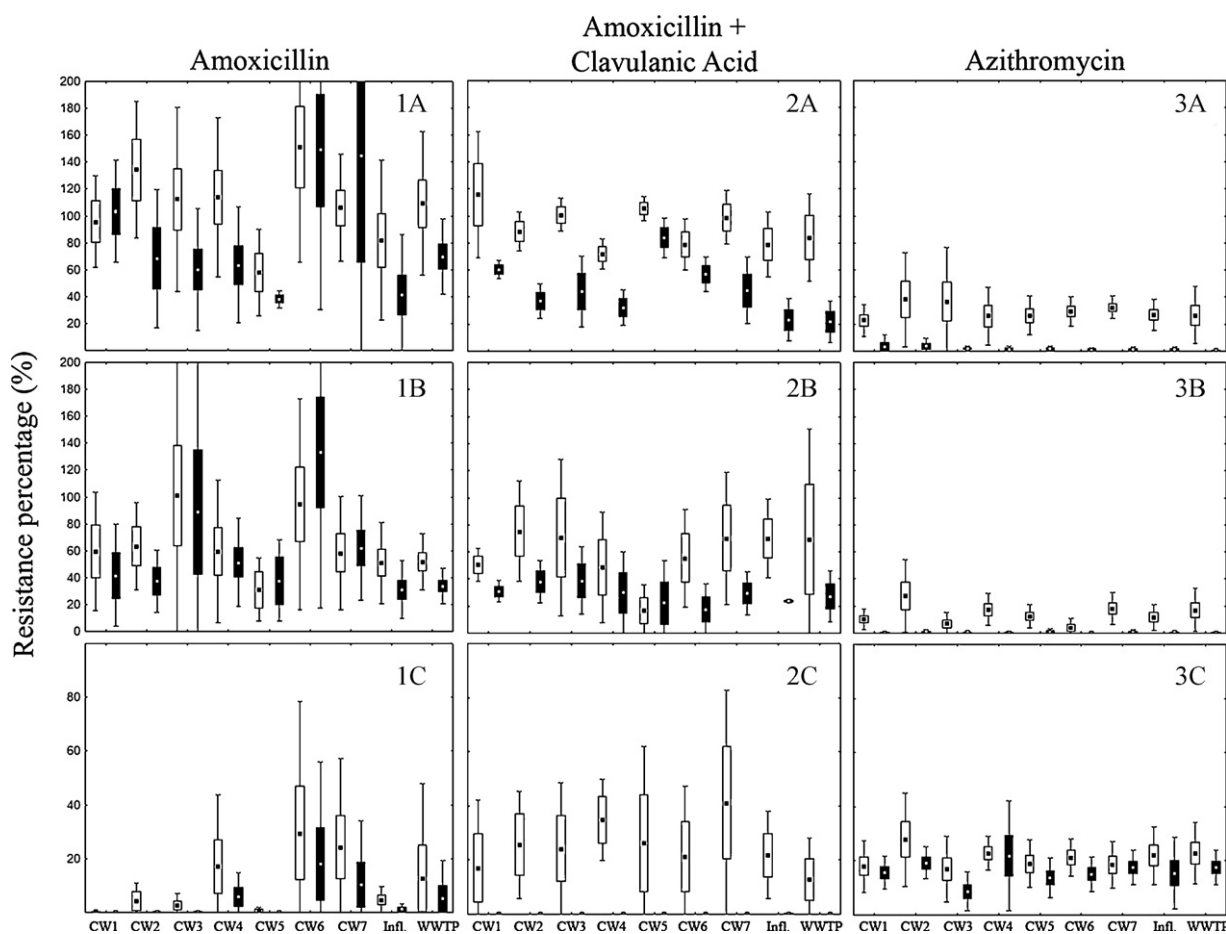 Amoxicillin
Amoxicillin +
Clavulanic Acid
Azithromycin
Resistance percentage (%)
200
180
160
140
120
100
80
60
40
20
1A
2A
3A
200
180
160
140
120
100
80
60
40
20
0
1B
2B
3B
80
60
40
20
1C
2C
3C
CW1 CW2 CW3 CW4 CW5 CW6 CW7 Infl. WWTP
CW1 CW2 CW3 CW4 CW5 CW6 CW7 Infl. WWTP
CW1 CW2 CW3 CW4 CW5 CW6 CW7 Infl. WWTP